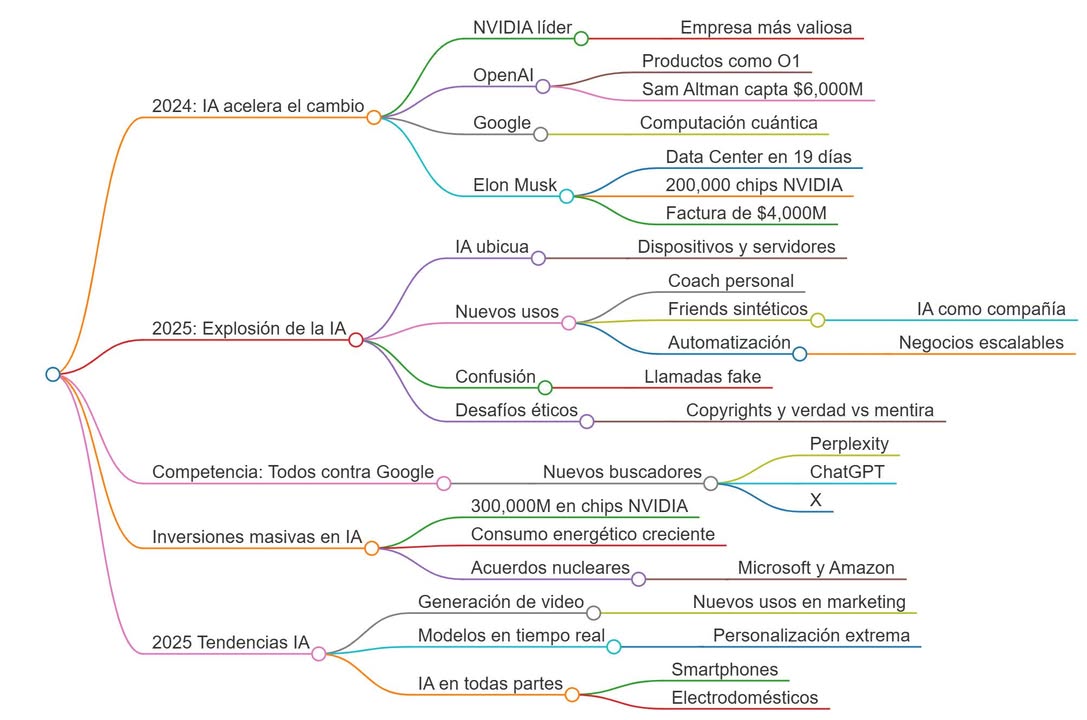 2024: IA acelera el cambio
NVIDIA líder
Empresa más valiosa
OpenAI
Productos como O1
Sam Altman capta $6,000M
Google
Computación cuántica
Elon Musk
Data Center en 19 días
200,000 chips NVIDIA
Factura de $4,000M
2025: Explosión de la IA
IA ubicua
Dispositivos y servidores
Nuevos usos
Coach personal
Friends sintéticos
IA como compañía
Automatización
Negocios escalables
Confusión
Llamadas fake
Desafíos éticos
Copyrights y verdad vs mentira
Competencia: Todos contra Google
Nuevos buscadores
Perplexity
ChatGPT
X
Inversiones masivas en IA
300,000M en chips NVIDIA
Consumo energético creciente
Acuerdos nucleares
Microsoft y Amazon
2025 Tendencias IA
Generación de video
Nuevos usos en marketing
Modelos en tiempo real
Personalización extrema
IA en todas partes
Smartphones
Electrodomésticos